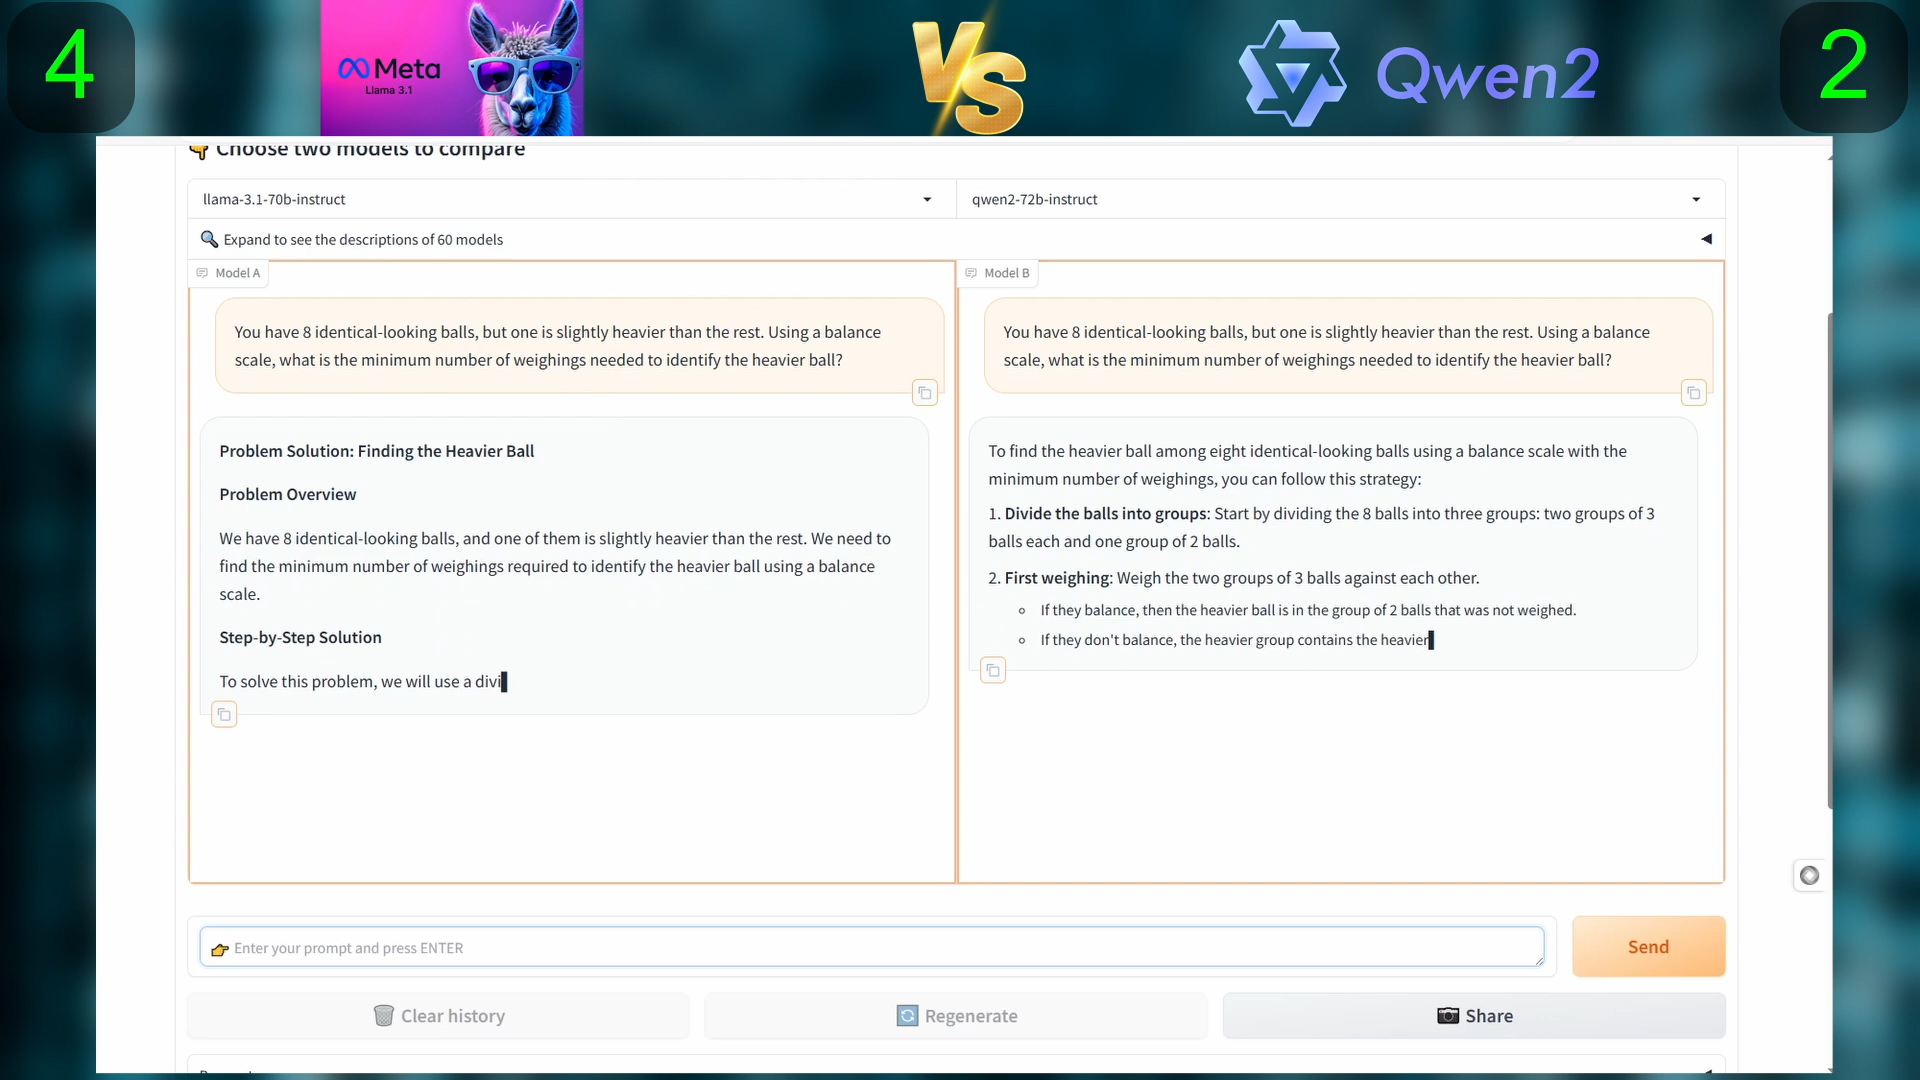 4
Meta
Llama 3.1
VS
Qwen2
2
Choose two models to compare
llama-3.1-70b-instruct
qwen2-72b-instruct
Expand to see the descriptions of 60 models
Model A
You have 8 identical-looking balls, but one is slightly heavier than the rest. Using a balance
scale, what is the minimum number of weighings needed to identify the heavier ball?
Problem Solution: Finding the Heavier Ball
Problem Overview
We have 8 identical-looking balls, and one of them is slightly heavier than the rest. We need to
find the minimum number of weighings required to identify the heavier ball using a balance
scale.
Step-by-Step Solution
To solve this problem, we will use a divi
Model B
You have 8 identical-looking balls, but one is slightly heavier than the rest. Using a balance
scale, what is the minimum number of weighings needed to identify the heavier ball?
To find the heavier ball among eight identical-looking balls using a balance scale with the
minimum number of weighings, you can follow this strategy:
1. Divide the balls into groups: Start by dividing the 8 balls into three groups: two groups of 3
balls each and one group of 2 balls.
2. First weighing: Weigh the two groups of 3 balls against each other.
If they balance, then the heavier ball is in the group of 2 balls that was not weighed.
If they don't balance, the heavier group contains the heavier
Enter your prompt and press ENTER
Send
Clear history
Regenerate
Share